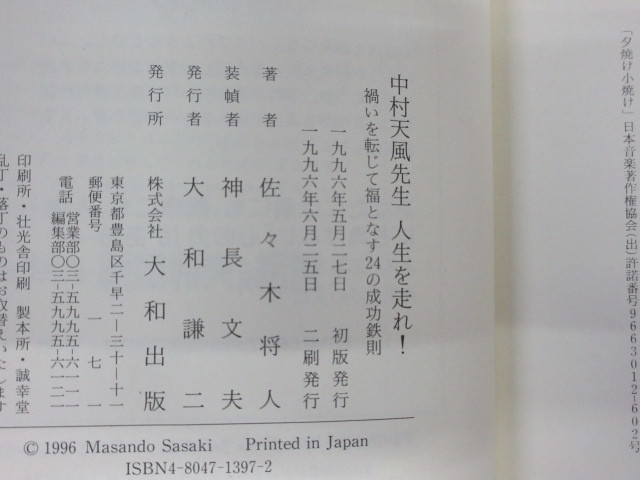 「夕焼け小焼け」日本音楽著作権協会(出)許諾番号9663012-602号
中村天風先生 人生を走れ!
禍いを転じて福となす24の成功鉄則
一九九六年五月二七日 初版発行
一九九六年六月二五日 二刷発行
著者 佐々木将人
装幀者 神長文夫
発行者 大和謙二
発行所 株式会社 大和出版
東京都豊島区千早二―三十―十一
郵便番号 一七一
電話 営業部〇三-五九九五-六一一一
編集部〇三-五九九五-六一二一
印刷所・壮光舎印刷 製本所・誠幸堂
乱丁・落丁のものはお取替えいたします
© 1996 Masando Sasaki Printed in Japan
ISBN4-8047-1397-2